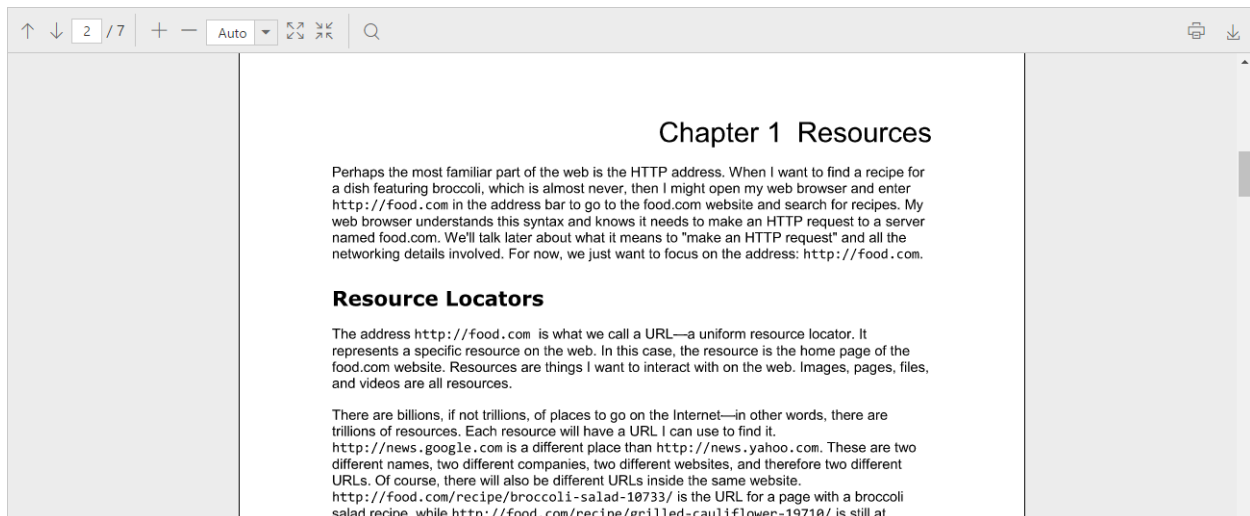 2 / 7 Auto
Chapter 1 Resources
Perhaps the most familiar part of the web is the HTTP address. When I want to find a recipe for
a dish featuring broccoli, which is almost never, then I might open my web browser and enter
http://food.com in the address bar to go to the food.com website and search for recipes. My
web browser understands this syntax and knows it needs to make an HTTP request to a server
named food.com. We'll talk later about what it means to "make an HTTP request" and all the
networking details involved. For now, we just want to focus on the address: http://food.com.
Resource Locators
The address http://food.com is what we call a URL—a uniform resource locator. It
represents a specific resource on the web. In this case, the resource is the home page of the
food.com website. Resources are things I want to interact with on the web. Images, pages, files,
and videos are all resources.
There are billions, if not trillions, of places to go on the Internet—in other words, there are
trillions of resources. Each resource will have a URL I can use to find it.
http://news.google.com is a different place than http://news.yahoo.com. These are two
different names, two different companies, two different websites, and therefore two different
URLs. Of course, there will also be different URLs inside the same website.
http://food.com/recipe/broccoli-salad-10733/ is the URL for a page with a broccoli
salad recipe, while http://food.com/recipe/grilled-cauliflower-19710/ is still at